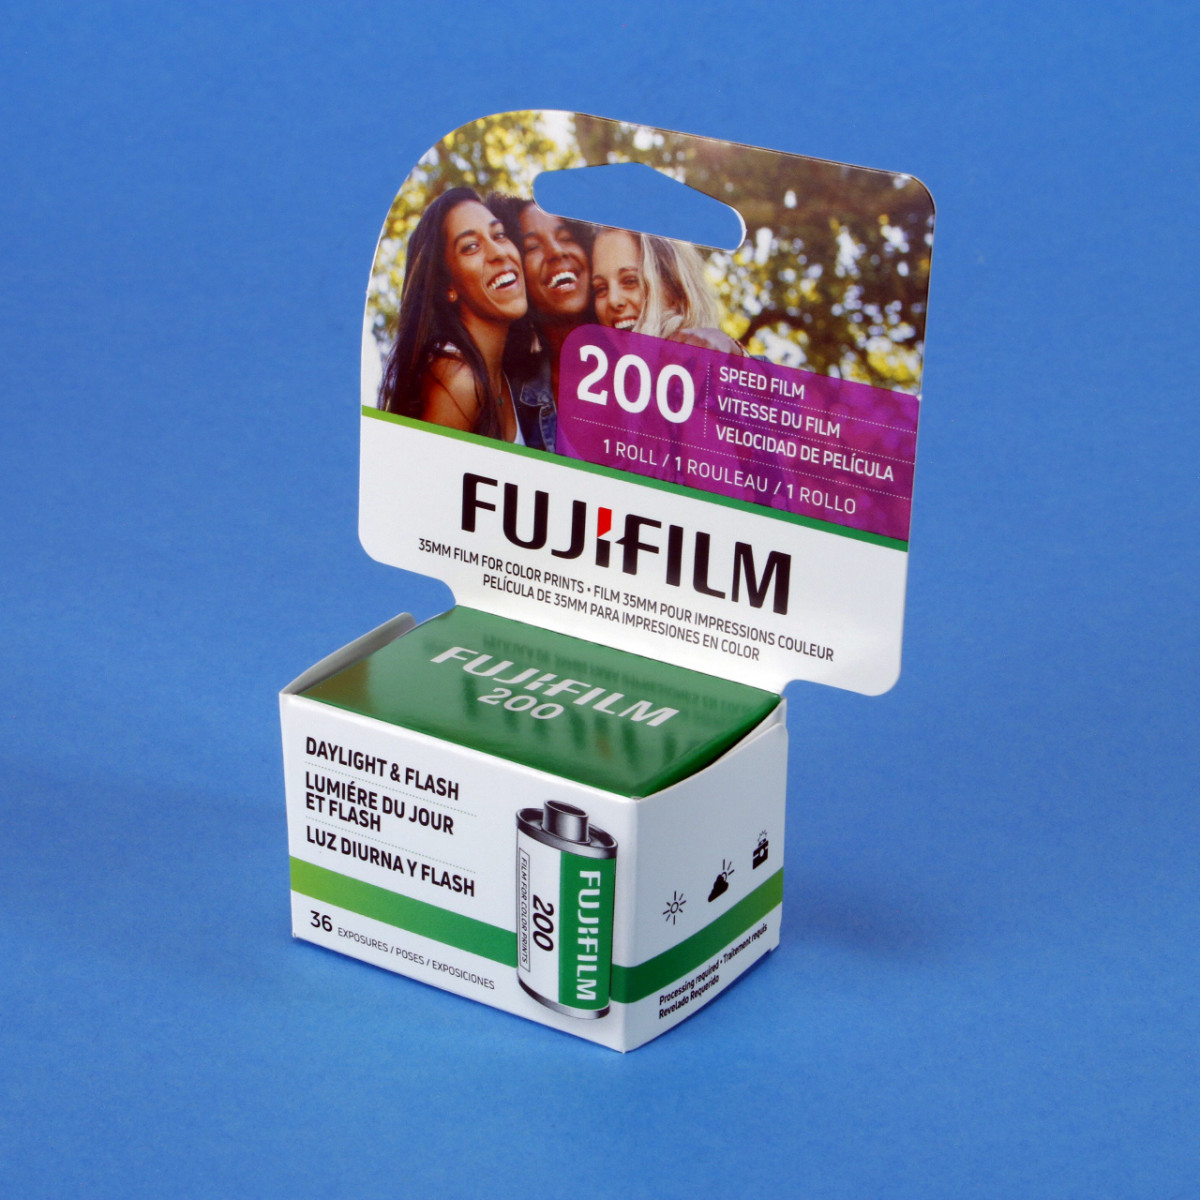 200
SPEED FILM
VITESSE DU FILM
VELOCIDAD DE PELÍCULA
1 ROLL / 1 ROULEAU / 1 ROLLO
FUJIFILM
35MM FILM FOR COLOR PRINTS • FILM 35MM POUR IMPRESSIONS COULEUR
PELÍCULA DE 35MM PARA IMPRESIONES EN COLOR
FUJIFILM
200
DAYLIGHT & FLASH
LUMIÉRE DU JOUR
ET FLASH
LUZ DIURNA Y FLASH
36 EXPOSURES / POSES / EXPOSICIONES
FILM FOR COLOR PRINTS
200
FUJIFILM
Processing required • Traitement requis
Revelado Requerido